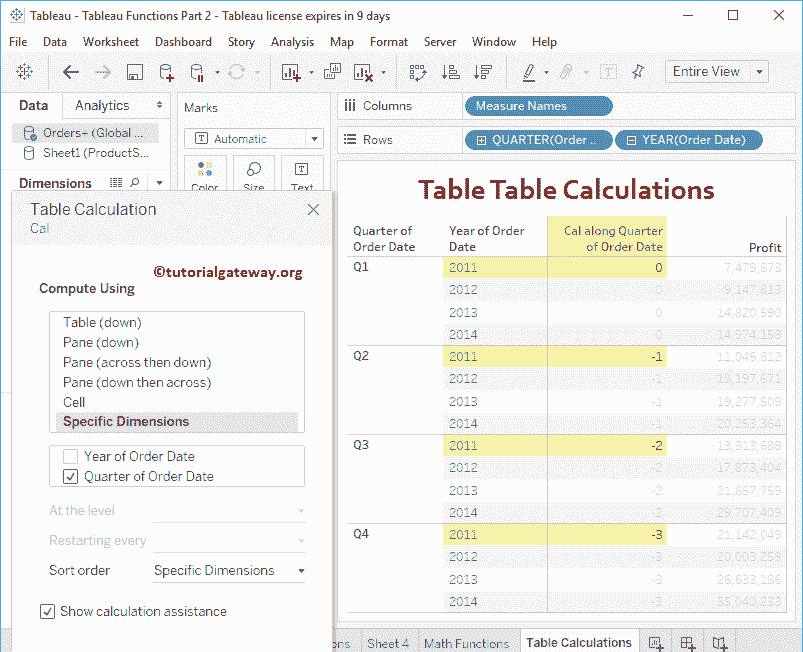 Tableau - Tableau Functions Part 2 - Tableau license expires in 9 days
File Data Worksheet Dashboard Story Analysis Map Format Server Window Help
Entire View
Data Analytics
Orders+ (Global ...
Sheet1 (ProductS...
Dimensions
Marks
Automatic
Color Size Text
Columns Measure Names
Rows QUARTER(Order .. YEAR(Order Date)
Table Calculation
Cal
©tutorialgateway.org
Compute Using
Table (down)
Pane (down)
Pane (across then down)
Pane (down then across)
Cell
Specific Dimensions
Year of Order Date
Quarter of Order Date
At the level
Restarting every
Sort order Specific Dimensions
Show calculation assistance
Table Table Calculations
Quarter of Year of Order Cal along Quarter
Order Date Date of Order Date Profit
Q1 2011 0 7,479,873
2012 0 9,147,813
2013 0 14,820,590
2014 0 14,974,158
Q2 2011 -1 11,045,812
2012 -1 18,197,671
2013 -1 19,277,509
2014 -1 20,253,364
Q3 2011 -2 13,313,688
2012 -2 17,873,404
2013 -2 21,857,759
2014 -2 29,707,409
Q4 2011 -3 21,142,049
2012 -3 20,003,259
2013 -3 26,633,186
2014 -3 35,040,233
ons Sheet 4 Math Functions Table Calculations